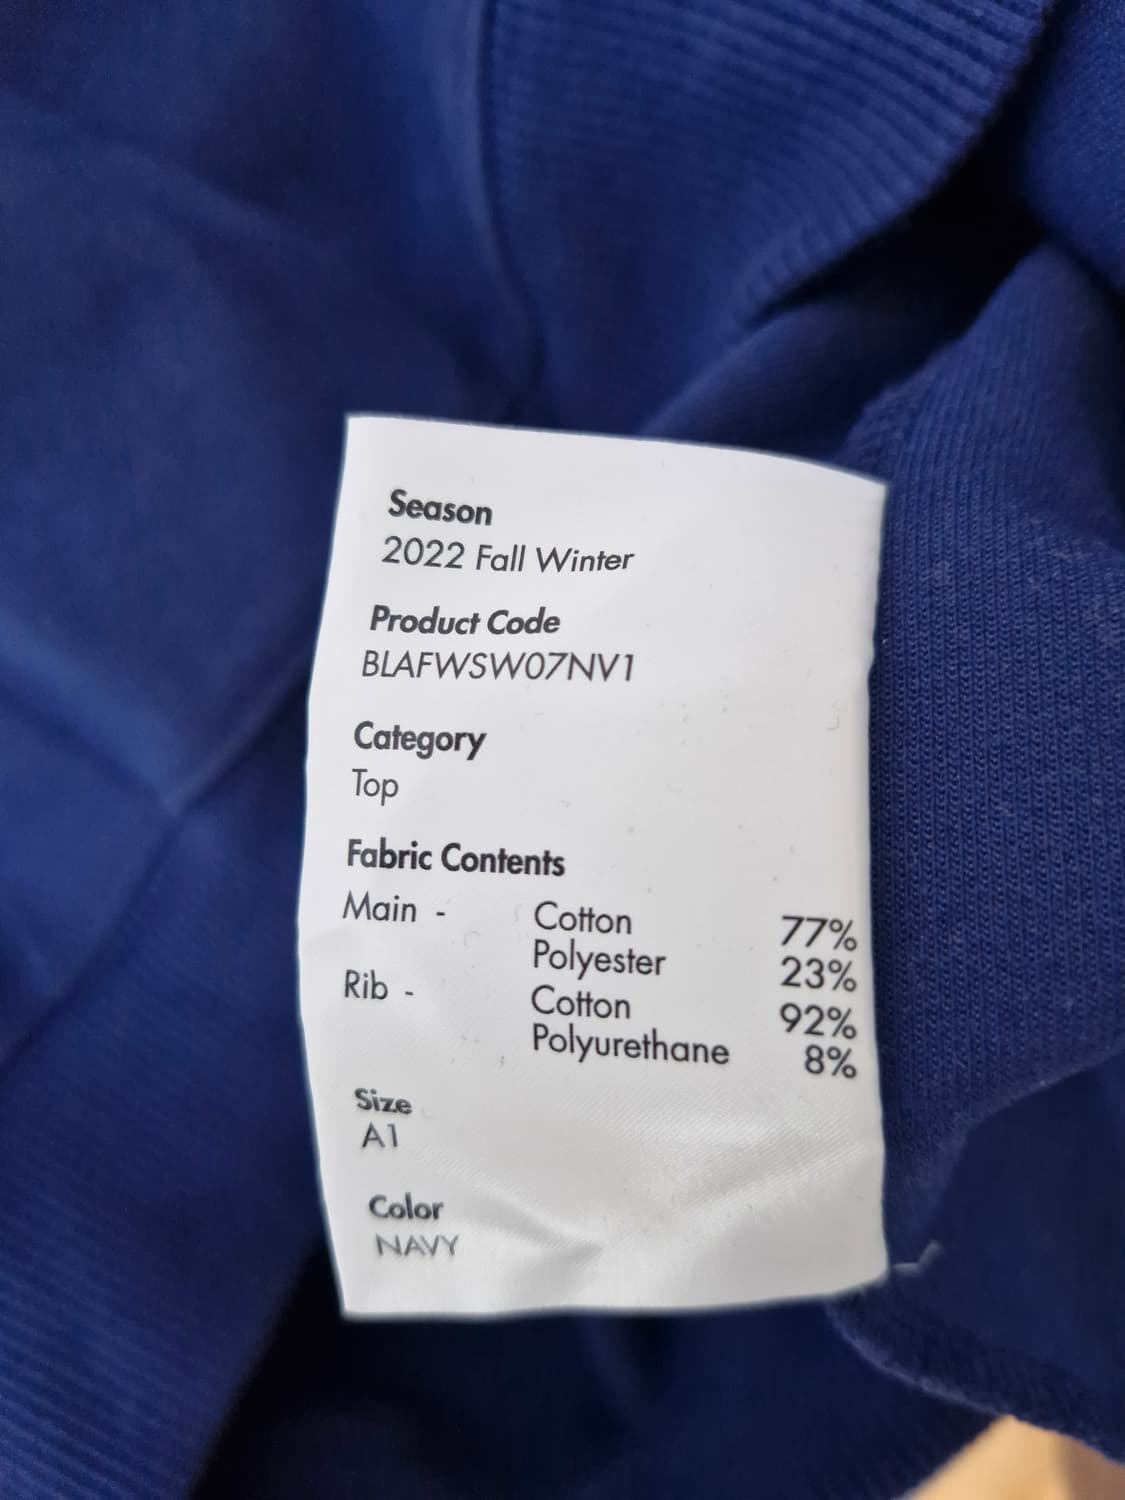 Season
2022 Fall Winter
Product Code
BLAFWSW07NV1
Category
Top
Fabric Contents
Main - Cotton 77%
Polyester 23%
Rib - Cotton 92%
Polyurethane 8%
Size
A1
Color
NAVY